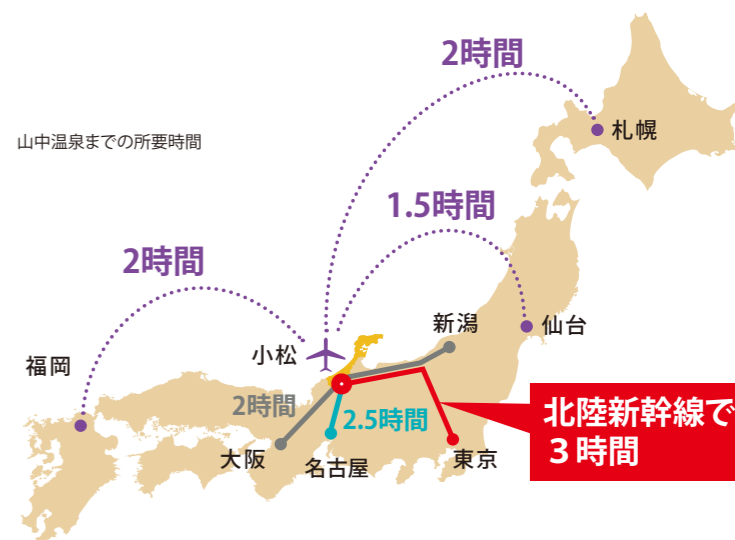 2時間
札幌
山中温泉までの所要時間
1.5時間
2時間
新潟
仙台
小松
福岡
2時間
2.5時間
北陸新幹線で
３時間
大阪
名古屋
東京